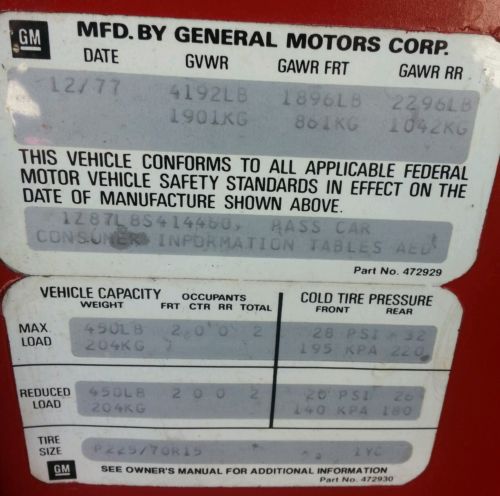 GM
MFD. BY GENERAL MOTORS CORP.
DATE GVWR GAWR FRT GAWR RR
12/77 4192LB 1896LB 2296LB
1901KG 861KG 1042KG
THIS VEHICLE CONFORMS TO ALL APPLICABLE FEDERAL
MOTOR VEHICLE SAFETY STANDARDS IN EFFECT ON THE
DATE OF MANUFACTURE SHOWN ABOVE.
1Z87L8S414460, PASS CAR
CONSUMER INFORMATION TABLES AED
Part No. 472929
VEHICLE CAPACITY
WEIGHT
OCCUPANTS
FRT CTR RR TOTAL
COLD TIRE PRESSURE
FRONT REAR
MAX. LOAD
450LB 2 0 0 2 28 PSI 32
204KG 195 KPA 220
REDUCED LOAD
450LB 2 0 0 2 20 PSI 26
204KG 140 KPA 180
TIRE SIZE
P225/70R15 1YC
GM
SEE OWNER'S MANUAL FOR ADDITIONAL INFORMATION
Part No. 472930